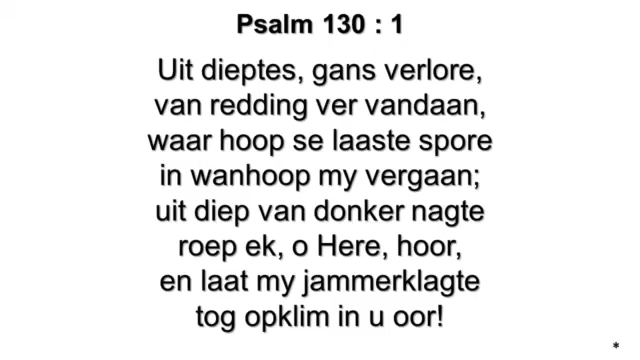 Psalm 130 : 1
Uit dieptes, gans verlore,
van redding ver vandaan,
waar hoop se laaste spore
in wanhoop my vergaan;
uit diep van donker nagte
roep ek, o Here, hoor,
en laat my jammerklagte
tog opklim in u oor!
*